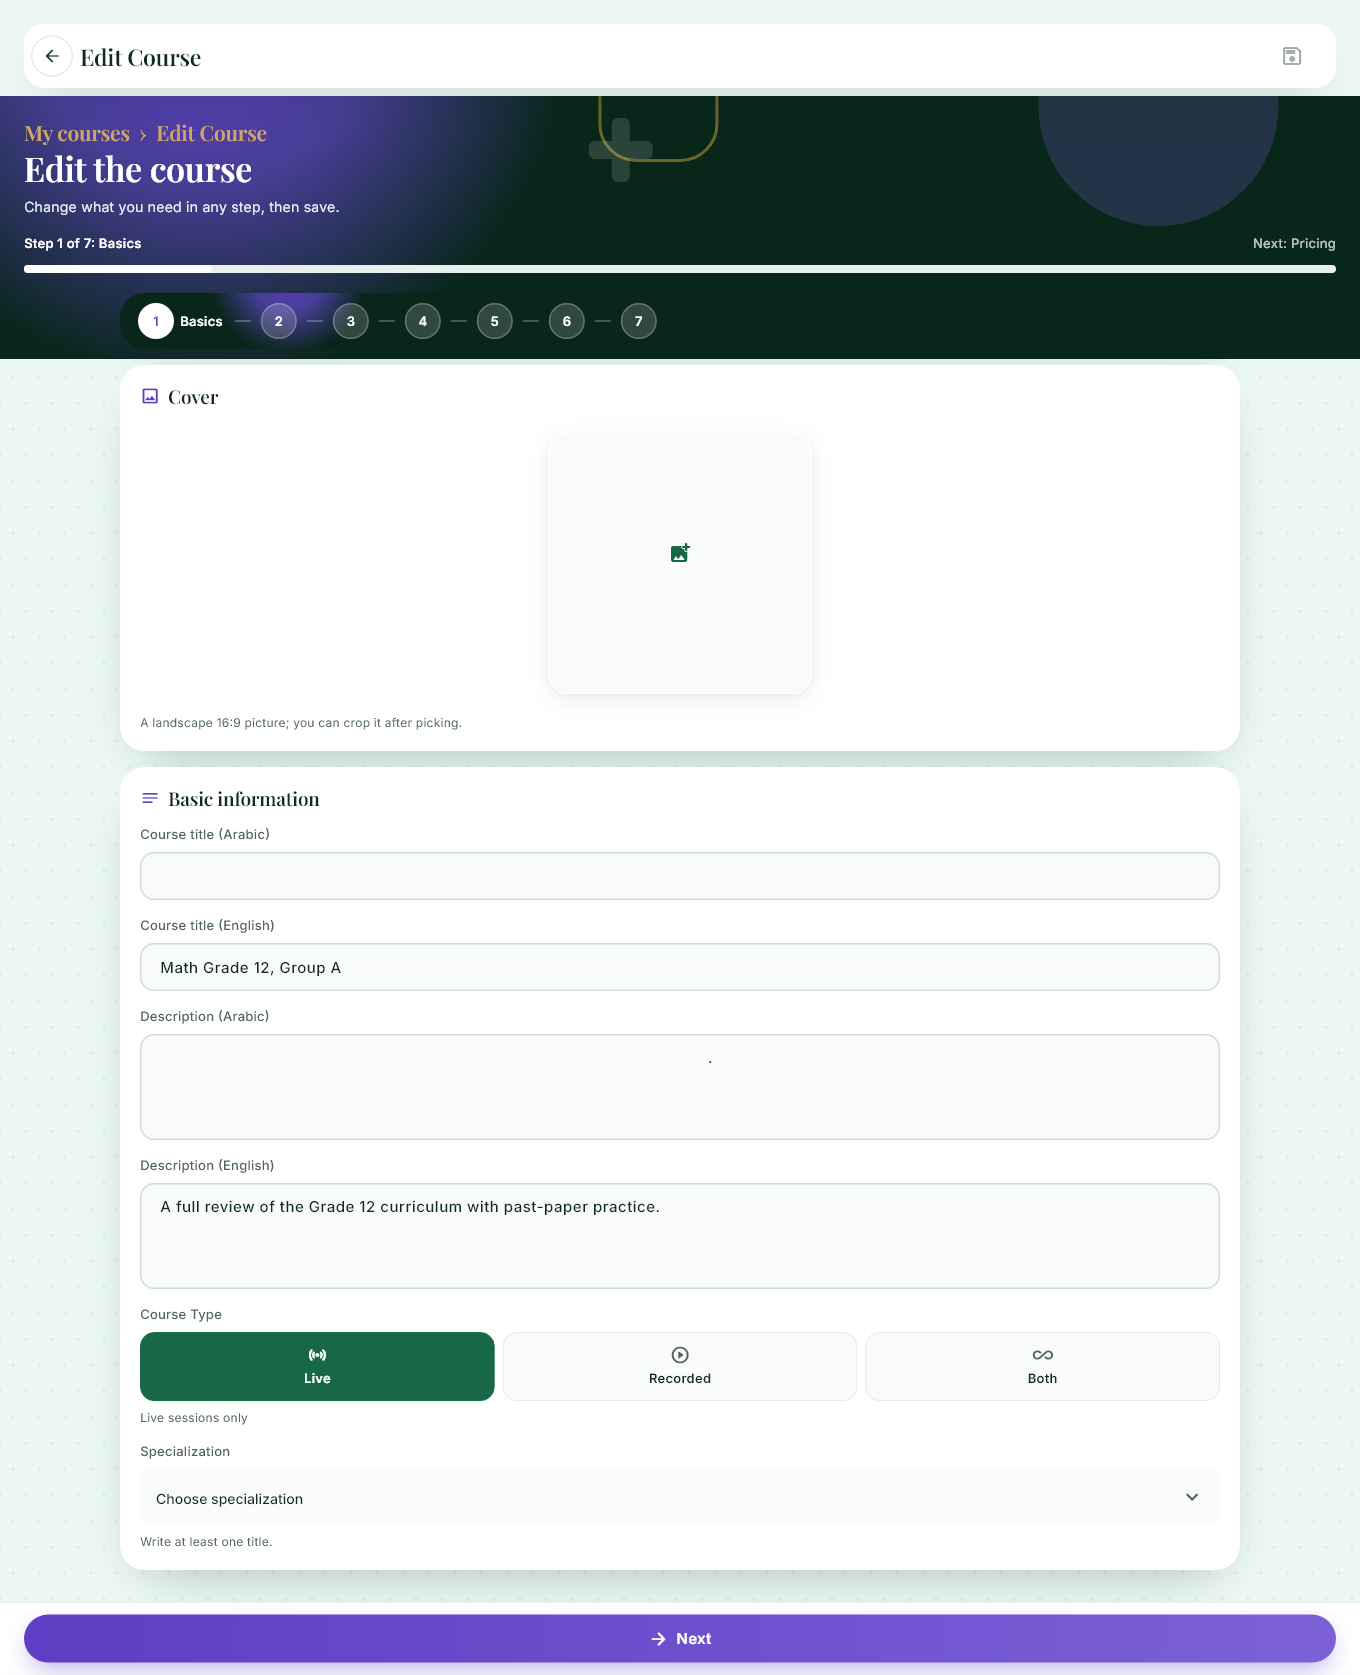 Edit Course
My courses › Edit Course
Edit the course
Change what you need in any step, then save.
Step 1 of 7: Basics
Next: Pricing
1 Basics 2 3 4 5 6 7
Cover
A landscape 16:9 picture; you can crop it after picking.
Basic information
Course title (Arabic)
Course title (English)
Math Grade 12, Group A
Description (Arabic)
.
Description (English)
A full review of the Grade 12 curriculum with past-paper practice.
Course Type
Live
Recorded
Both
Live sessions only
Specialization
Choose specialization
Write at least one title.
Next